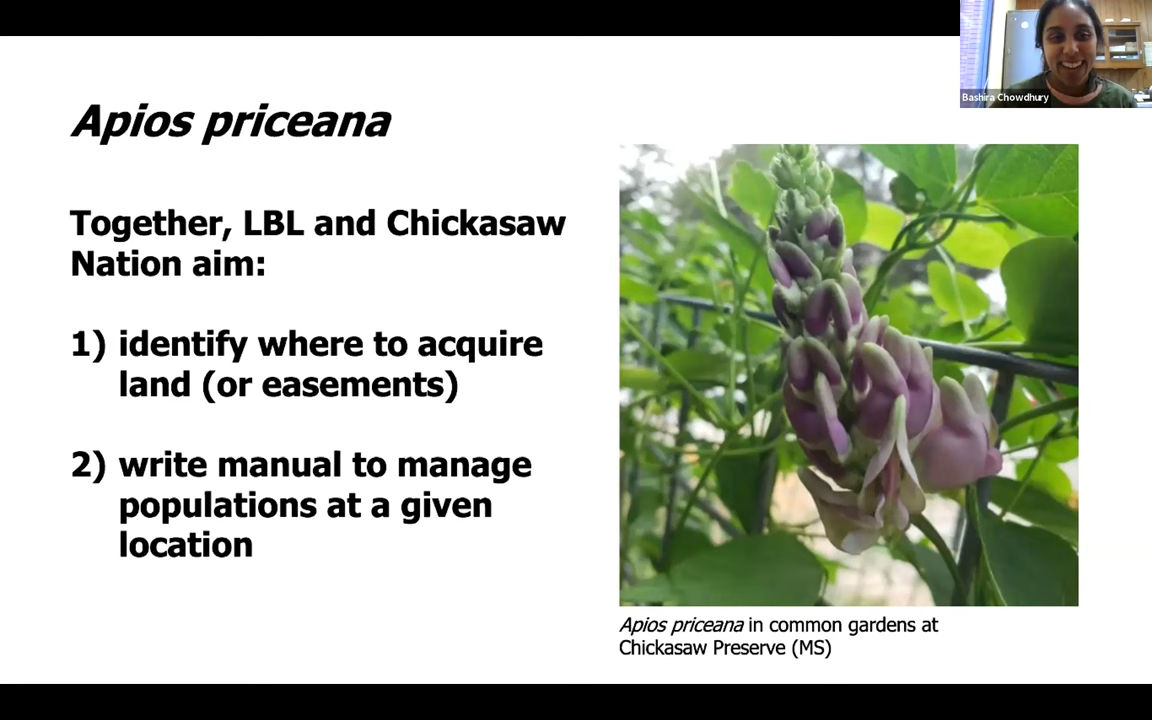 Bashira Chowdhury
Apios priceana
Together, LBL and Chickasaw
Nation aim:
1) identify where to acquire
land (or easements)
2) write manual to manage
populations at a given
location
Apios priceana in common gardens at
Chickasaw Preserve (MS)